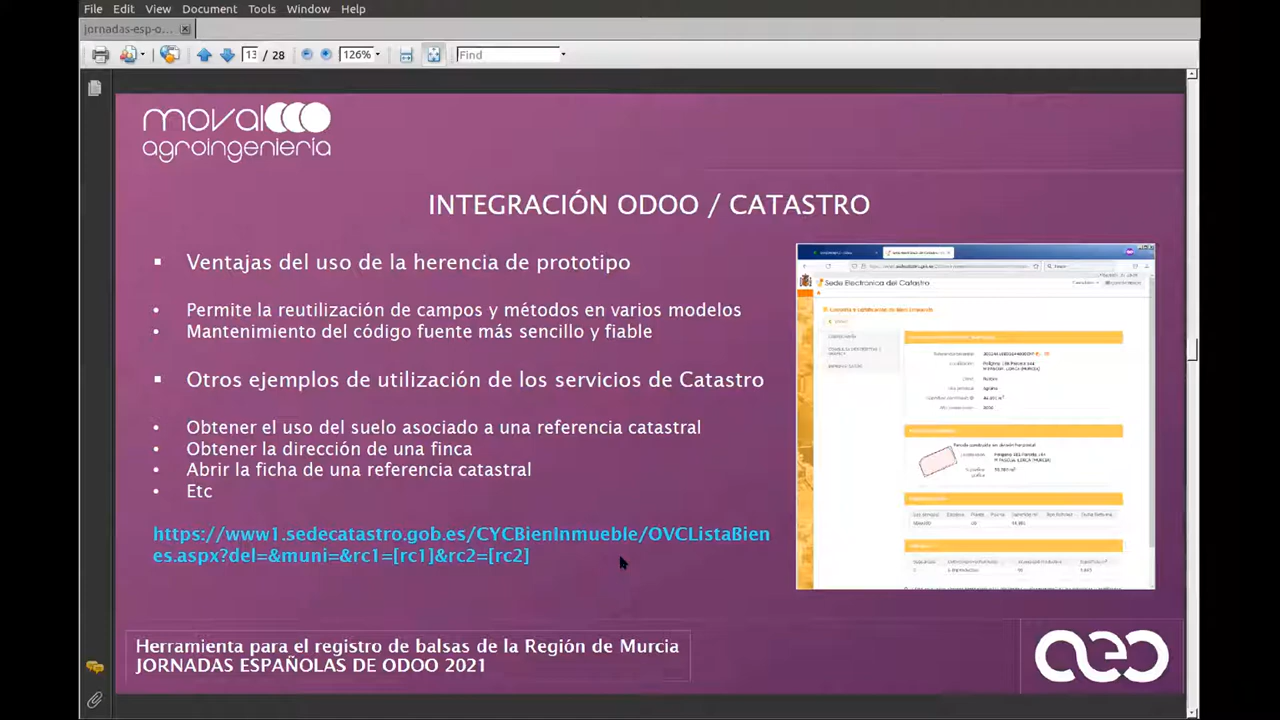 File Edit View Document Tools Window Help
jornadas-esp-o...
13 / 28
126%
Find
moval
agroingeniería
INTEGRACIÓN ODOO / CATASTRO
Ventajas del uso de la herencia de prototipo
Permite la reutilización de campos y métodos en varios modelos
Mantenimiento del código fuente más sencillo y fiable
Otros ejemplos de utilización de los servicios de Catastro
Obtener el uso del suelo asociado a una referencia catastral
Obtener la dirección de una finca
Abrir la ficha de una referencia catastral
Etc
https://www1.sedecatastro.gob.es/CYCBienInmueble/OVCListaBien
es.aspx?del=&muni=&rc1=[rc1]&rc2=[rc2]
Sede Electrónica del Catastro
Herramienta para el registro de balsas de la Región de Murcia
JORNADAS ESPAÑOLAS DE ODOO 2021
aeo